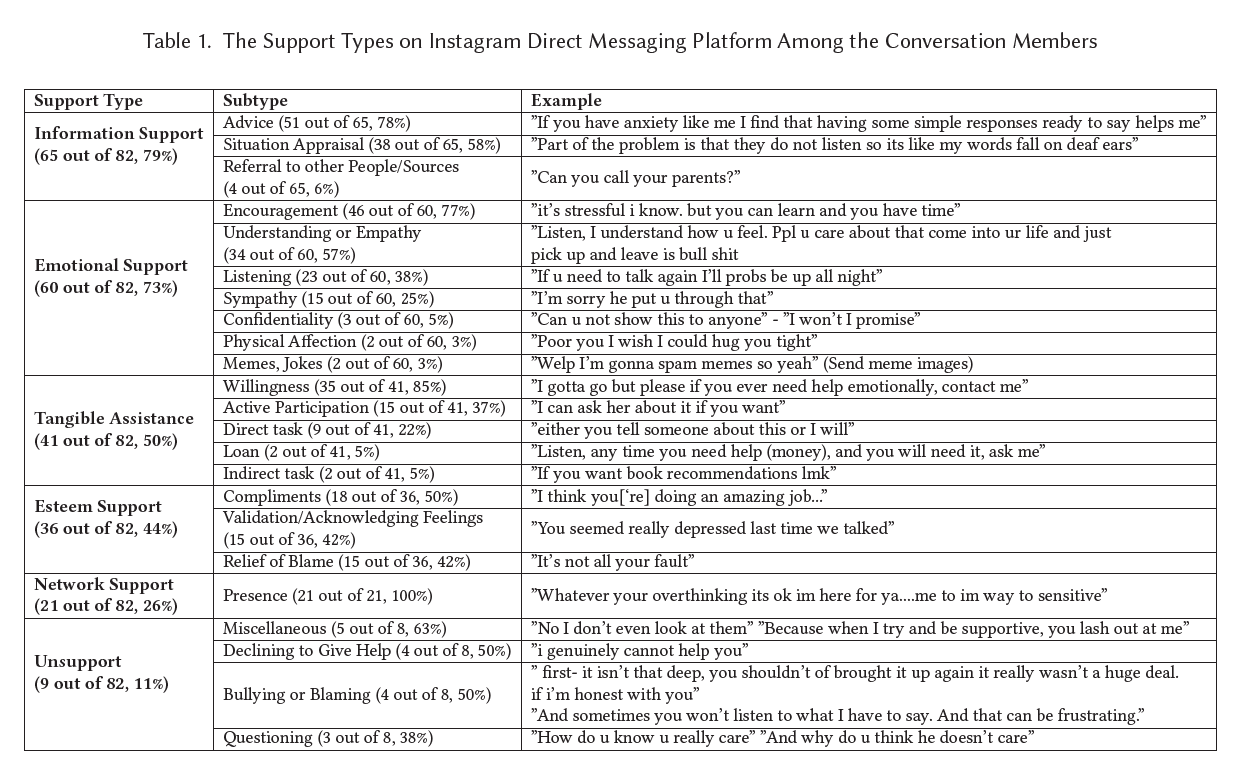 Table 1. The Support Types on Instagram Direct Messaging Platform Among the Conversation Members
Support Type Subtype Example
Information Support
(65 out of 82, 79%)
Advice (51 out of 65, 78%) ”If you have anxiety like me I find that having some simple responses ready to say helps me”
Situation Appraisal (38 out of 65, 58%) ”Part of the problem is that they do not listen so its like my words fall on deaf ears”
Referral to other People/Sources
(4 out of 65, 6%)
”Can you call your parents?”
Emotional Support
(60 out of 82, 73%)
Encouragement (46 out of 60, 77%) ”it’s stressful i know. but you can learn and you have time”
Understanding or Empathy
(34 out of 60, 57%)
”Listen, I understand how u feel. Ppl u care about that come into ur life and just
pick up and leave is bull shit
Listening (23 out of 60, 38%) ”If u need to talk again I’ll probs be up all night”
Sympathy (15 out of 60, 25%) ”I’m sorry he put u through that”
Confidentiality (3 out of 60, 5%) ”Can u not show this to anyone” - ”I won’t I promise”
Physical Affection (2 out of 60, 3%) ”Poor you I wish I could hug you tight”
Memes, Jokes (2 out of 60, 3%) ”Welp I’m gonna spam memes so yeah” (Send meme images)
Tangible Assistance
(41 out of 82, 50%)
Willingness (35 out of 41, 85%) ”I gotta go but please if you ever need help emotionally, contact me”
Active Participation (15 out of 41, 37%) ”I can ask her about it if you want”
Direct task (9 out of 41, 22%) ”either you tell someone about this or I will”
Loan (2 out of 41, 5%) ”Listen, any time you need help (money), and you will need it, ask me”
Indirect task (2 out of 41, 5%) ”If you want book recommendations lmk”
Esteem Support
(36 out of 82, 44%)
Compliments (18 out of 36, 50%) ”I think you[‘re] doing an amazing job...”
Validation/Acknowledging Feelings
(15 out of 36, 42%)
”You seemed really depressed last time we talked”
Relief of Blame (15 out of 36, 42%) ”It’s not all your fault”
Network Support
(21 out of 82, 26%)
Presence (21 out of 21, 100%) ”Whatever your overthinking its ok im here for ya....me to im way to sensitive”
Unsupport
(9 out of 82, 11%)
Miscellaneous (5 out of 8, 63%) ”No I don’t even look at them” ”Because when I try and be supportive, you lash out at me”
Declining to Give Help (4 out of 8, 50%) ”i genuinely cannot help you”
Bullying or Blaming (4 out of 8, 50%)
” first- it isn’t that deep, you shouldn’t of brought it up again it really wasn’t a huge deal.
if i’m honest with you”
”And sometimes you won’t listen to what I have to say. And that can be frustrating.”
Questioning (3 out of 8, 38%) ”How do u know u really care” ”And why do u think he doesn’t care”